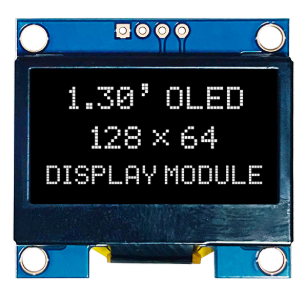 1.30' OLED
128 × 64
DISPLAY MODULE